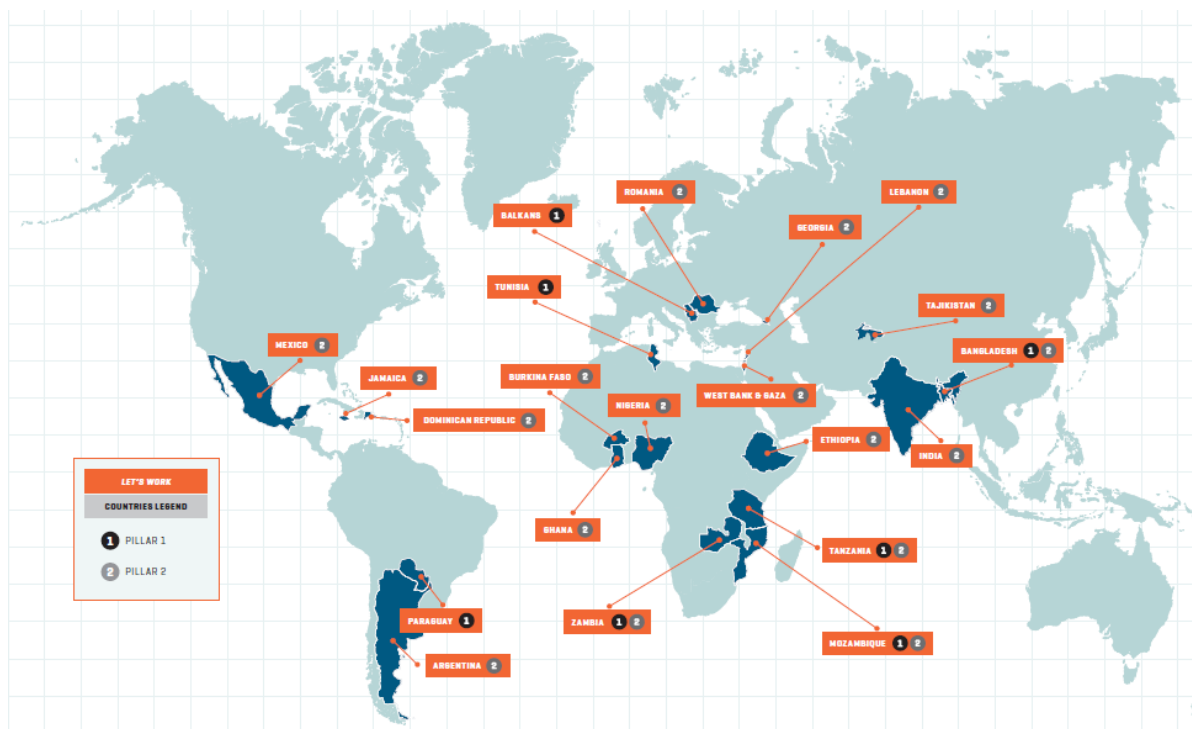 ROMANIA 2
LEBANON 2
BALKANS 1
GEORGIA 2
TUNISIA 1
TAJIKISTAN 2
MEXICO 2
BANGLADESH 1 2
JAMAICA 2
BURKINA FASO 2
WEST BANK & GAZA 2
NIGERIA 2
DOMINICAN REPUBLIC 2
ETHIOPIA 2
INDIA 2
LET'S WORK
COUNTRIES LEGEND
1 PILLAR 1
2 PILLAR 2
GHANA 2
TANZANIA 1 2
ZAMBIA 1 2
PARAGUAY 1
MOZAMBIQUE 1 2
ARGENTINA 2